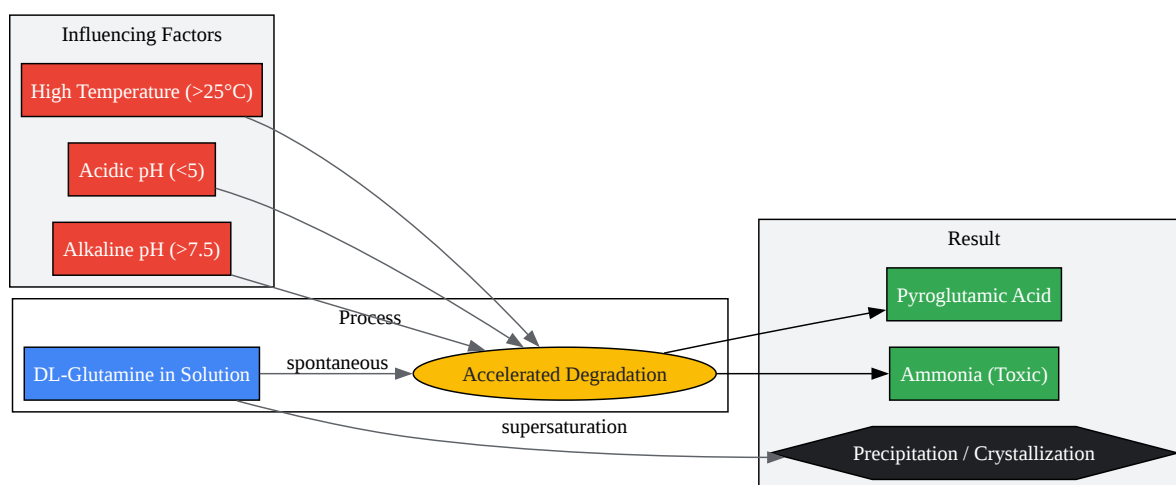 Influencing Factors
High Temperature (>25°C)
Acidic pH (<5)
Alkaline pH (>7.5)
Process
DL-Glutamine in Solution
spontaneous
Accelerated Degradation
supersaturation
Result
Pyroglutamic Acid
Ammonia (Toxic)
Precipitation / Crystallization